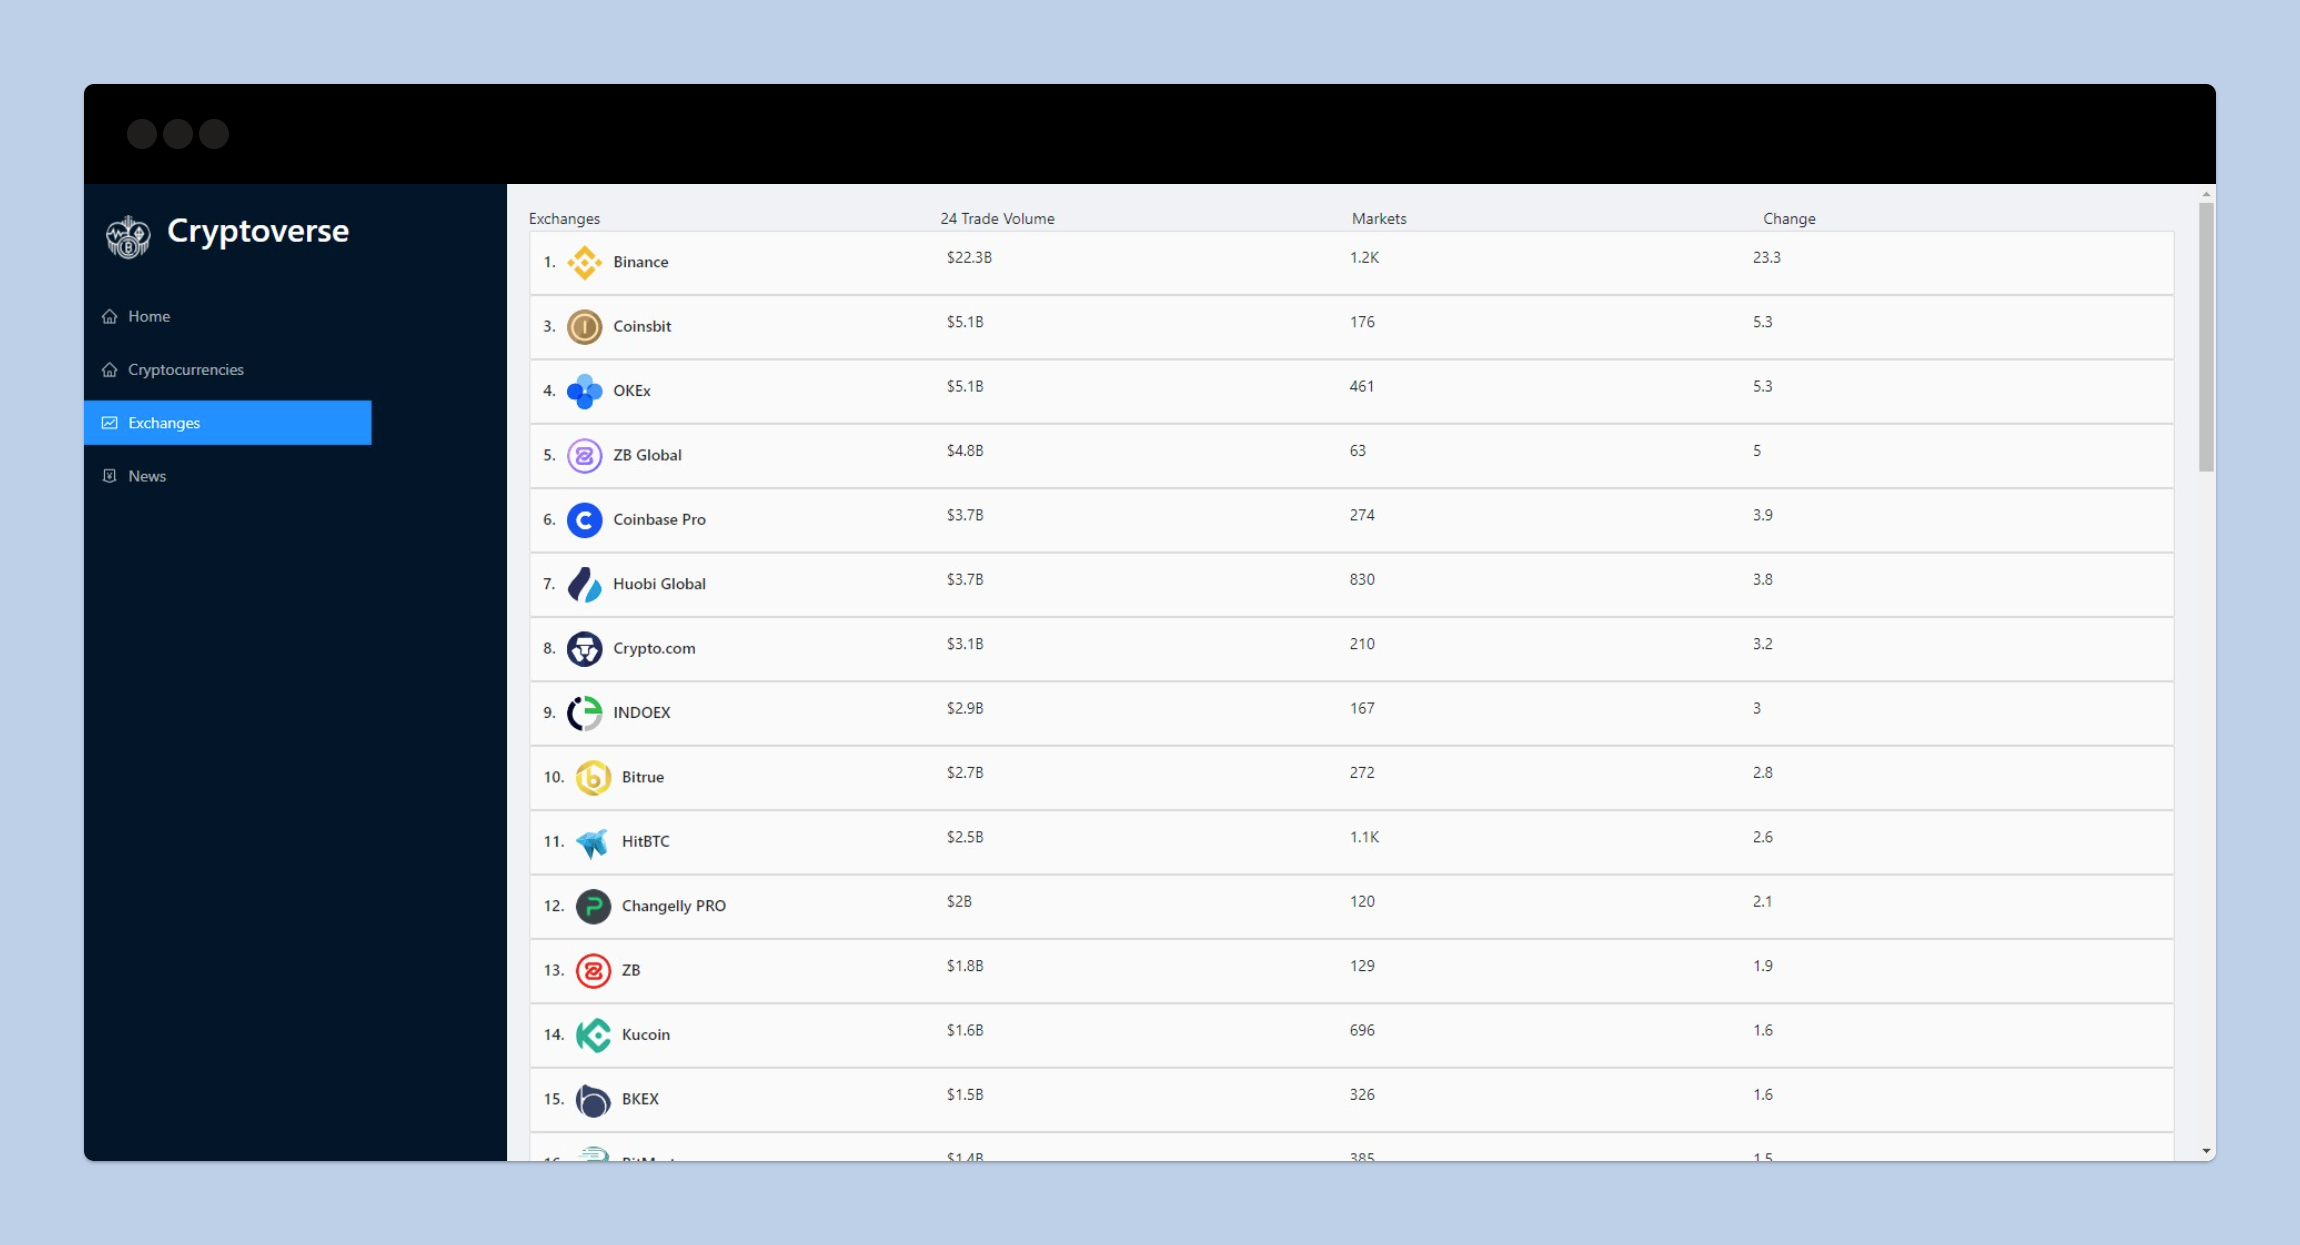 Cryptoverse
Home
Cryptocurrencies
Exchanges
News
Exchanges 24 Trade Volume Markets Change
1. Binance $22.3B 1.2K 23.3
3. Coinsbit $5.1B 176 5.3
4. OKEx $5.1B 461 5.3
5. ZB Global $4.8B 63 5
6. Coinbase Pro $3.7B 274 3.9
7. Huobi Global $3.7B 830 3.8
8. Crypto.com $3.1B 210 3.2
9. INDOEX $2.9B 167 3
10. Bitrue $2.7B 272 2.8
11. HitBTC $2.5B 1.1K 2.6
12. Changelly PRO $2B 120 2.1
13. ZB $1.8B 129 1.9
14. Kucoin $1.6B 696 1.6
15. BKEX $1.5B 326 1.6
$1.4B 385 1.5